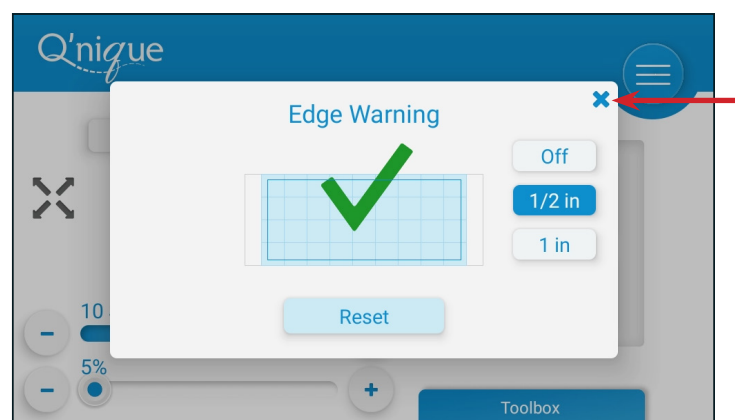 Q'nique
Edge Warning
Off
1/2 in
1 in
Reset
10
5%
Toolbox